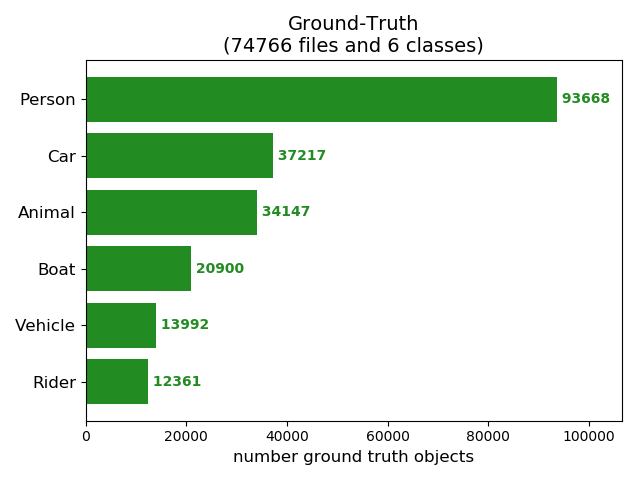 Ground-Truth
(74766 files and 6 classes)
Person 93668
Car 37217
Animal 34147
Boat 20900
Vehicle 13992
Rider 12361
0 20000 40000 60000 80000 100000
number ground truth objects